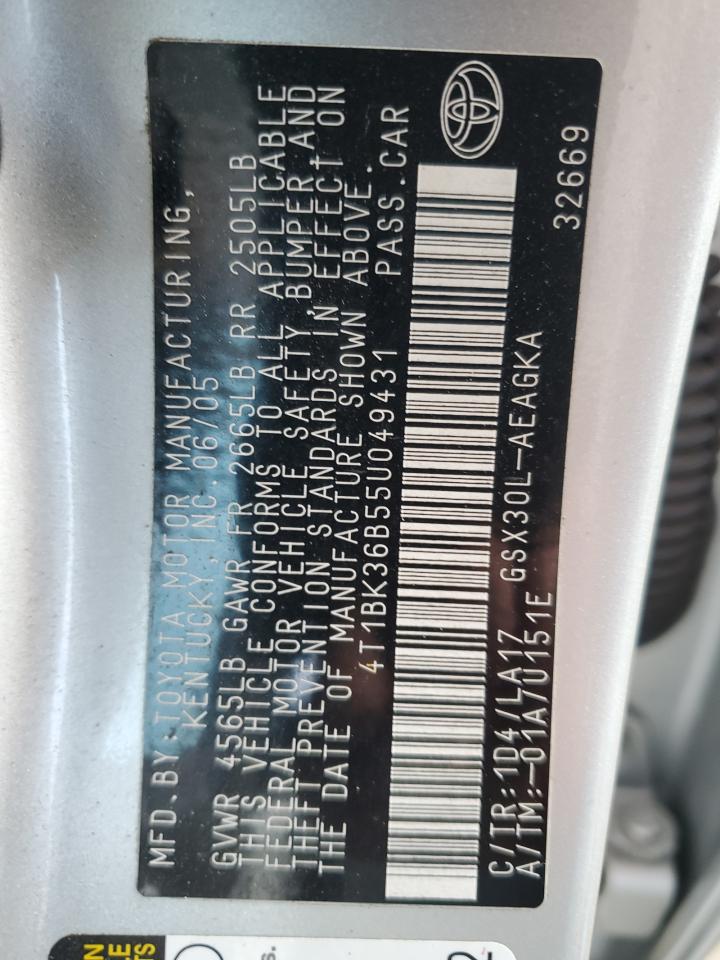 MFD.BY:TOYOTA MOTOR MANUFACTURING,
KENTUCKY, INC. 06/05
GVWR 4565LB GAWR FR 2665LB RR 2505LB
THIS VEHICLE CONFORMS TO ALL APPLICABLE
FEDERAL MOTOR VEHICLE SAFETY, BUMPER, AND
THEFT PREVENTION STANDARDS IN EFFECT ON
THE DATE OF MANUFACTURE SHOWN ABOVE.
4T1BK36B55U049431 PASS.CAR
C/TR:1D4/LA17 GSX30L-AEAGKA
A/TM:-01A/U151E
32669